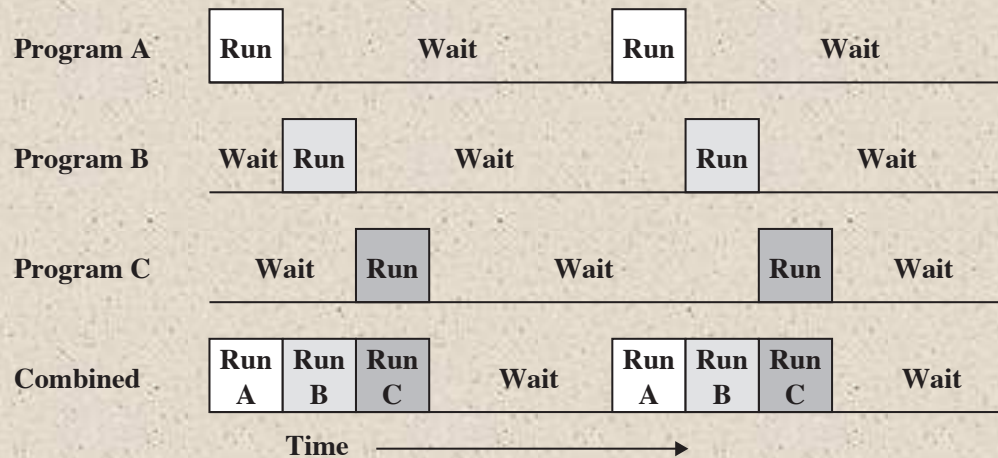 Program A Run Wait Run Wait
Program B Wait Run Wait Run Wait
Program C Wait Run Wait Run Wait
Combined Run A Run B Run C Wait Run A Run B Run C Wait
Time